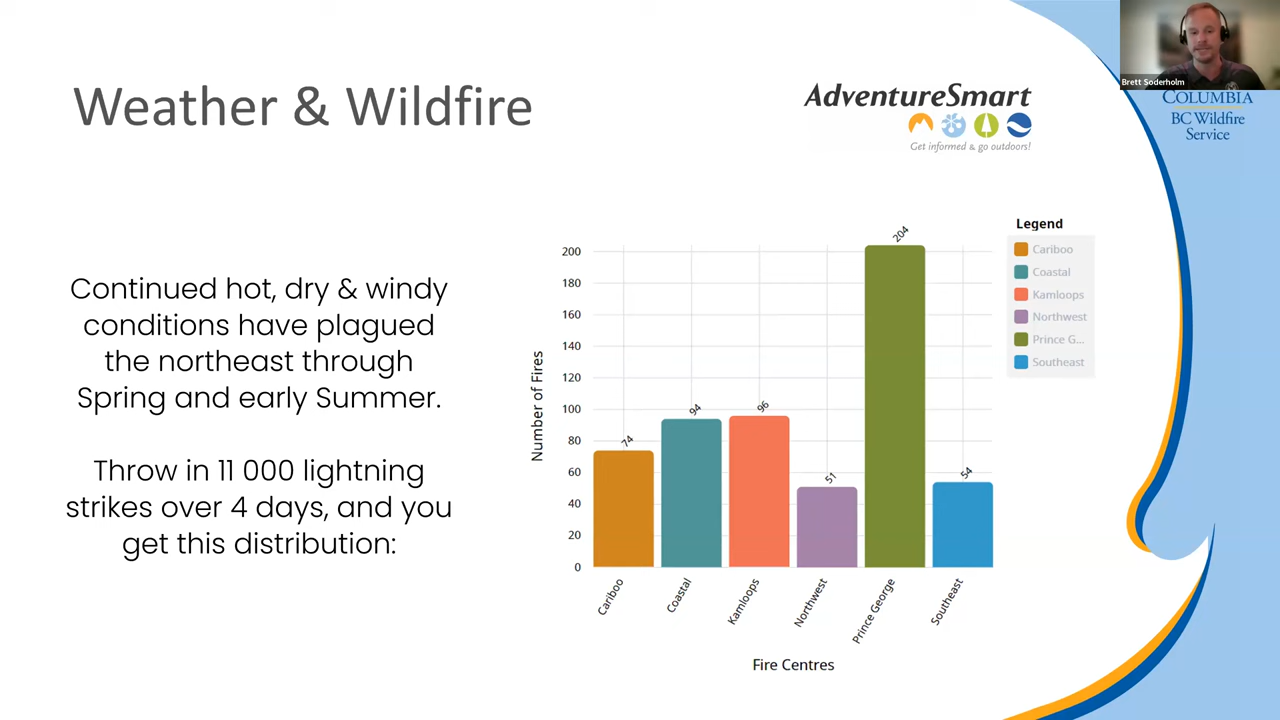 Weather & Wildfire
AdventureSmart
Get informed & go outdoors!
Brett Soderholm
COLUMBIA
BC Wildfire
Service
Continued hot, dry & windy
conditions have plagued
the northeast through
Spring and early Summer.
Throw in 11 000 lightning
strikes over 4 days, and you
get this distribution:
Number of Fires
200
180
160
140
120
100
80
60
40
20
0
74
94
96
51
204
54
Cariboo
Coastal
Kamloops
Northwest
Prince George
Southeast
Fire Centres
Legend
Cariboo
Coastal
Kamloops
Northwest
Prince G...
Southeast